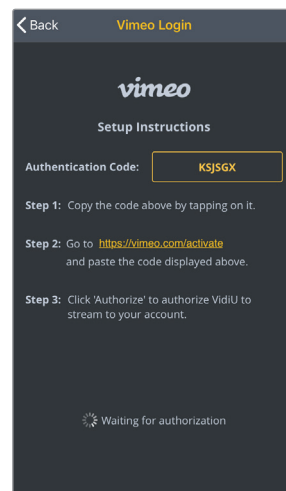 Back Vimeo Login
vimeo
Setup Instructions
Authentication Code: KSJSGX
Step 1: Copy the code above by tapping on it.
Step 2: Go to https://vimeo.com/activate
and paste the code displayed above.
Step 3: Click 'Authorize' to authorize VidiU to
stream to your account.
Waiting for authorization